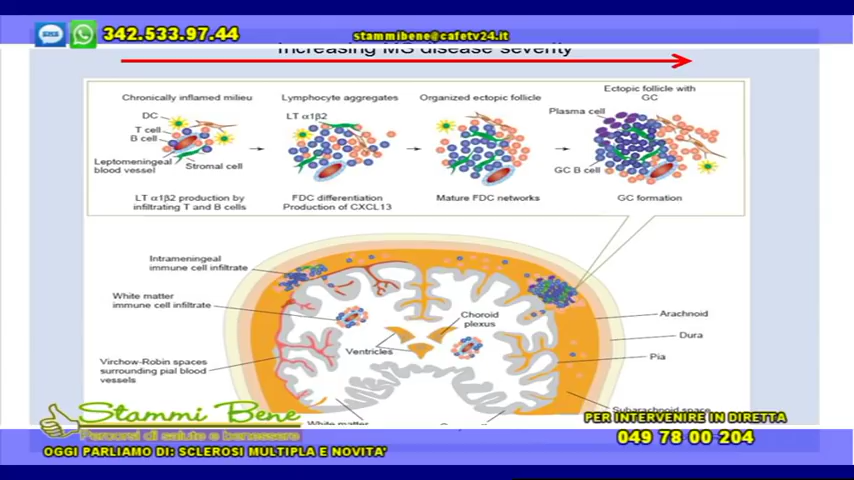 342.533.97.44
stammibene@cafetv24.it
Increasing MS disease severity
Chronically inflamed milieu
Lymphocyte aggregates
Organized ectopic follicle
Ectopic follicle with
GC
DC
T cell
B cell
Leptomeningeal
blood vessel
Stromal cell
LT α1β2
Plasma cell
GC B cell
LT α1β2 production by
infiltrating T and B cells
FDC differentiation
Production of CXCL13
Mature FDC networks
GC formation
Intrameningeal
immune cell infiltrate
White matter
immune cell infiltrate
Virchow-Robin spaces
surrounding pial blood
vessels
Ventricles
Choroid
plexus
Arachnoid
Dura
Pia
Subarachnoid space
White matter
Stammi Bene
Percorsi di salute e benessere
OGGI PARLIAMO DI: SCLEROSI MULTIPLA E NOVITA'
PER INTERVENIRE IN DIRETTA
049 78 00 204